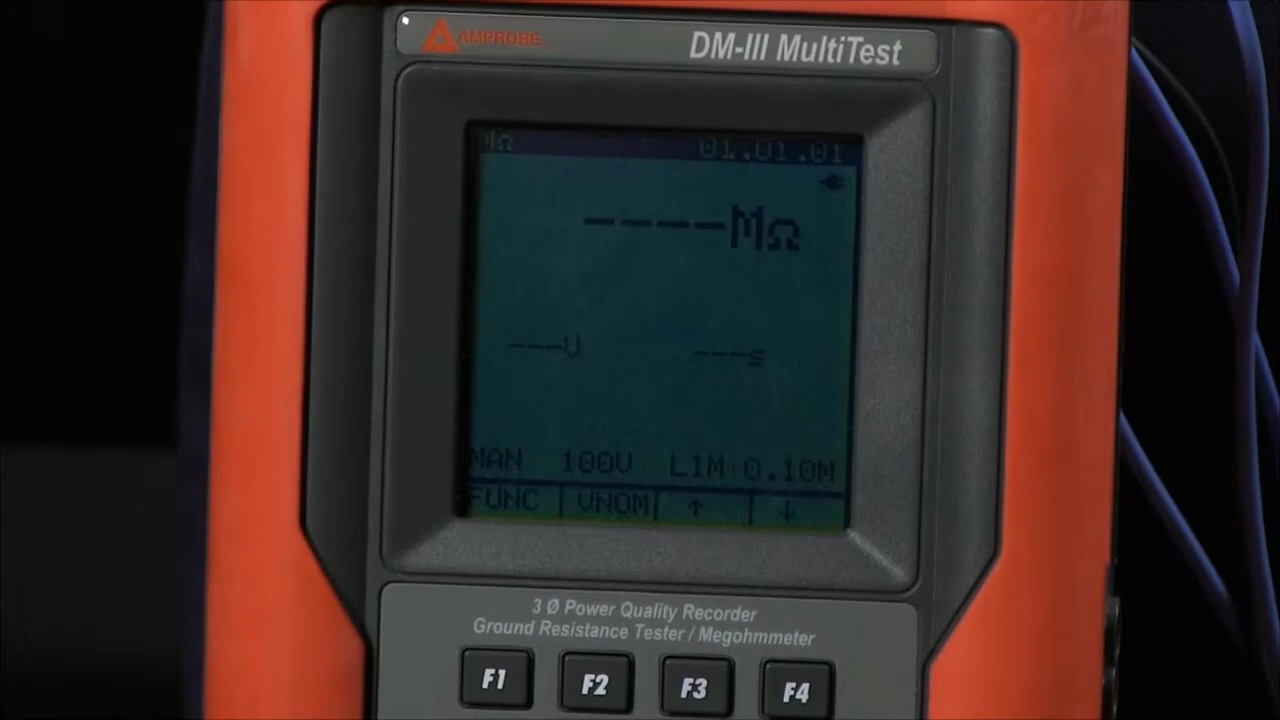 AMPROBE DM-III MultiTest
MΩ 01:01.01
----MΩ
---V ---s
MAN 100V LIM:0.10M
FUNC VNOM ↑ ↓
3 Ø Power Quality Recorder
Ground Resistance Tester / Megohmmeter
F1 F2 F3 F4